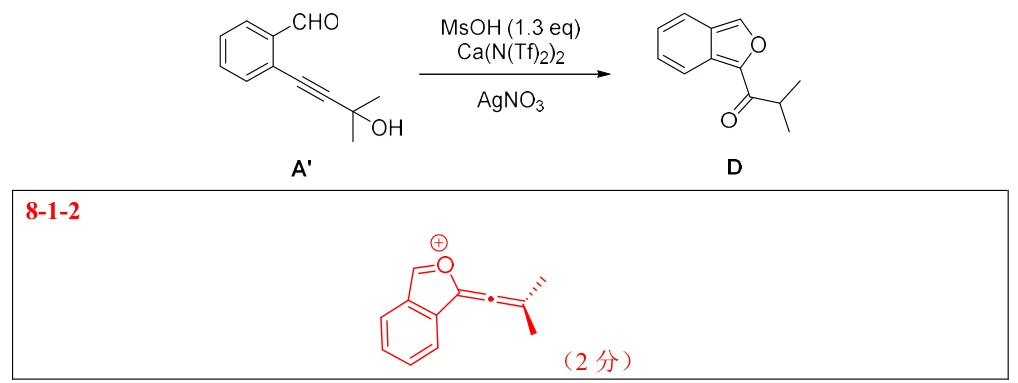 CHO
MsOH (1.3 eq)
Ca(N(Tf)₂)₂
AgNO₃
OH
O
O
A'
D
8-1-2
+
O
（2 分）